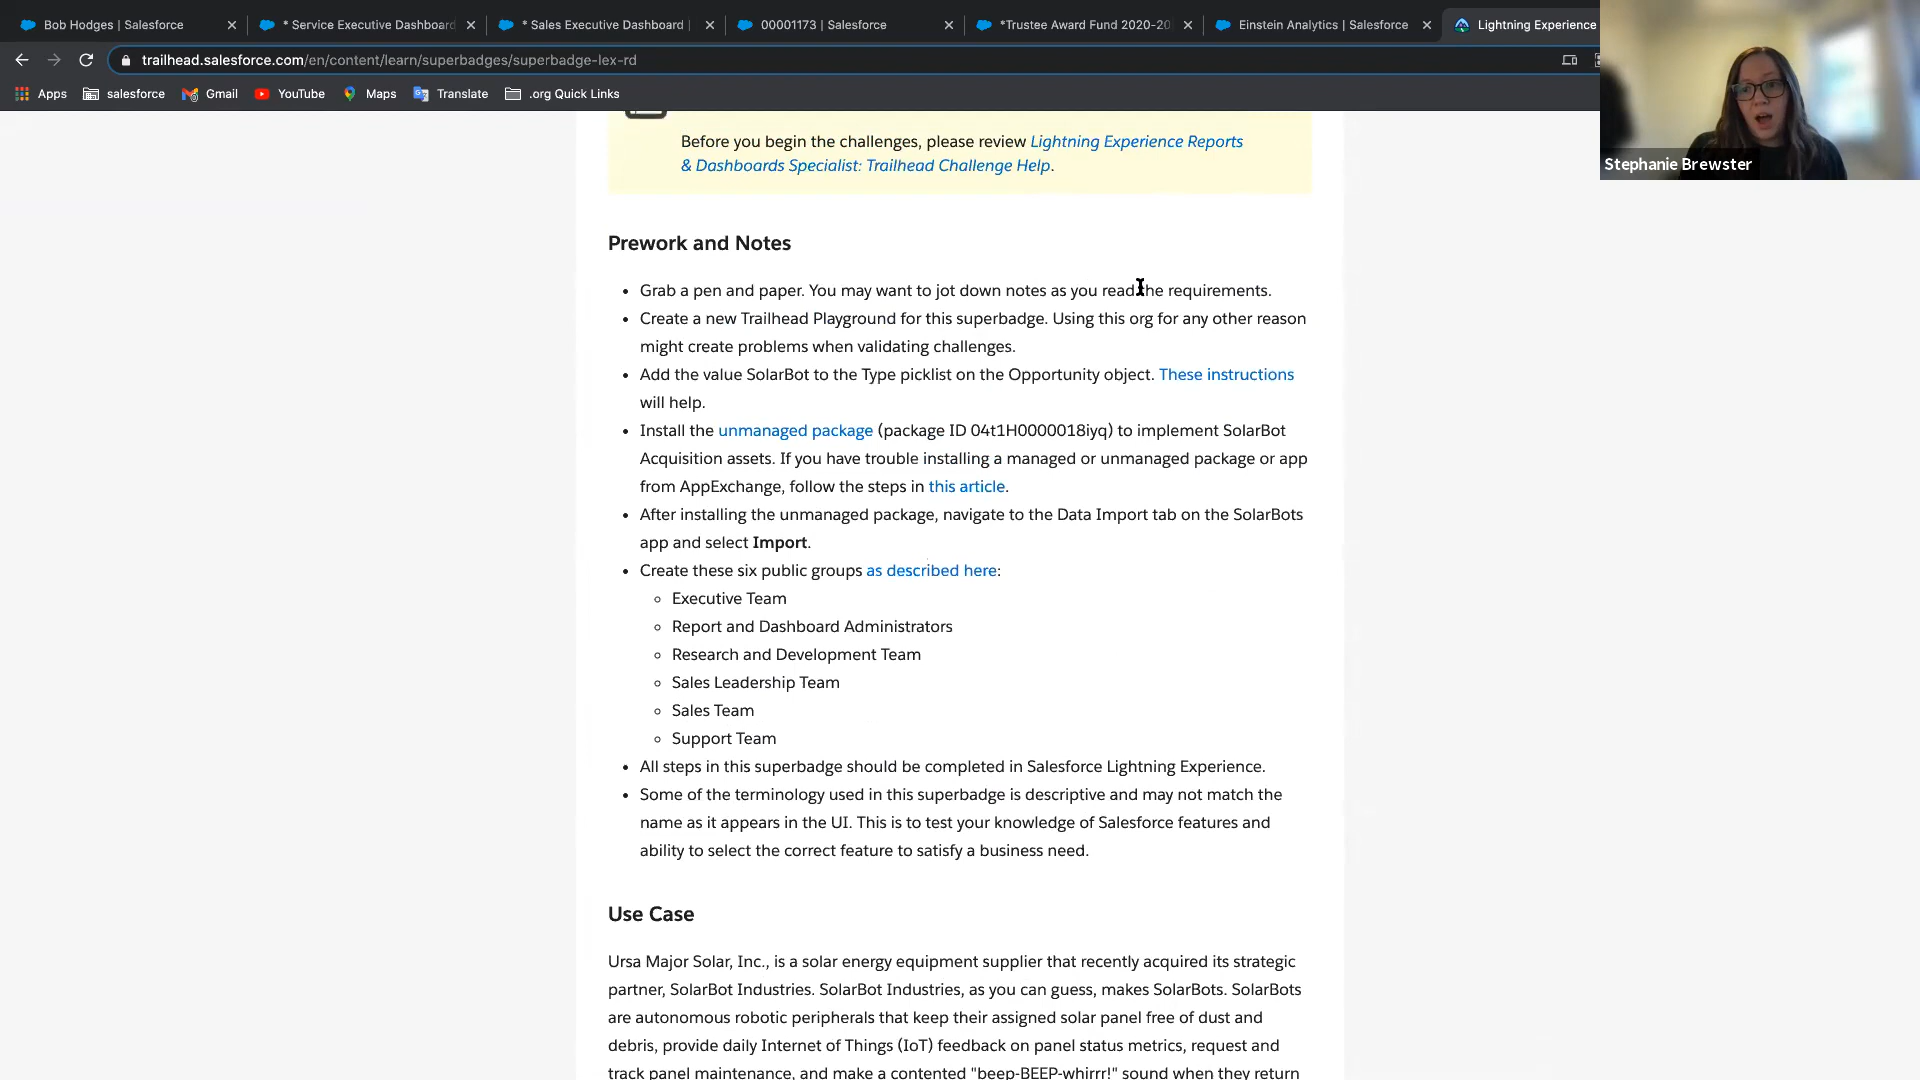 Bob Hodges | Salesforce
* Service Executive Dashboard
* Sales Executive Dashboard |
00001173 | Salesforce
*Trustee Award Fund 2020-20
Einstein Analytics | Salesforce
Lightning Experience
trailhead.salesforce.com/en/content/learn/superbadges/superbadge-lex-rd
Apps
salesforce
Gmail
YouTube
Maps
Translate
.org Quick Links
Stephanie Brewster
Before you begin the challenges, please review Lightning Experience Reports
& Dashboards Specialist: Trailhead Challenge Help.
Prework and Notes
• Grab a pen and paper. You may want to jot down notes as you read the requirements.
• Create a new Trailhead Playground for this superbadge. Using this org for any other reason
might create problems when validating challenges.
• Add the value SolarBot to the Type picklist on the Opportunity object. These instructions
will help.
• Install the unmanaged package (package ID 04t1H0000018iyq) to implement SolarBot
Acquisition assets. If you have trouble installing a managed or unmanaged package or app
from AppExchange, follow the steps in this article.
• After installing the unmanaged package, navigate to the Data Import tab on the SolarBots
app and select Import.
• Create these six public groups as described here:
◦ Executive Team
◦ Report and Dashboard Administrators
◦ Research and Development Team
◦ Sales Leadership Team
◦ Sales Team
◦ Support Team
• All steps in this superbadge should be completed in Salesforce Lightning Experience.
• Some of the terminology used in this superbadge is descriptive and may not match the
name as it appears in the UI. This is to test your knowledge of Salesforce features and
ability to select the correct feature to satisfy a business need.
Use Case
Ursa Major Solar, Inc., is a solar energy equipment supplier that recently acquired its strategic
partner, SolarBot Industries. SolarBot Industries, as you can guess, makes SolarBots. SolarBots
are autonomous robotic peripherals that keep their assigned solar panel free of dust and
debris, provide daily Internet of Things (IoT) feedback on panel status metrics, request and
track panel maintenance, and make a contented "beep-BEEP-whirrr!" sound when they return